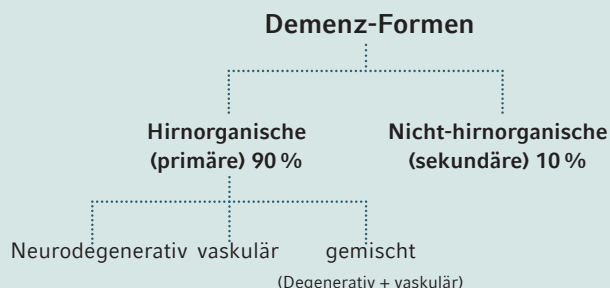 Demenz-Formen
Hirnorganische
(primäre) 90 %
Nicht-hirnorganische
(sekundäre) 10 %
Neurodegenerativ vaskulär gemischt
(Degenerativ + vaskulär)